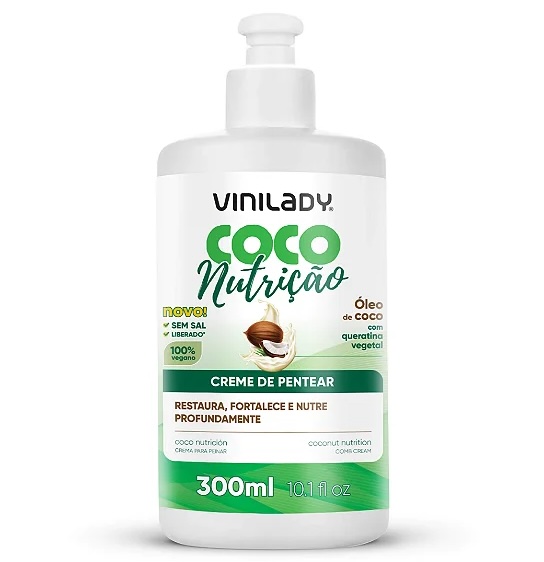 VINILADY®
COCO
Nutrição
novo!
SEM SAL
LIBERADO*
100%
vegano
Óleo
de coco
com
queratina
vegetal
CREME DE PENTEAR
RESTAURA, FORTALECE E NUTRE
PROFUNDAMENTE
coco nutrición
CREMA PARA PEINAR
coconut nutrition
COMB CREAM
300ml 10.1 fl oz